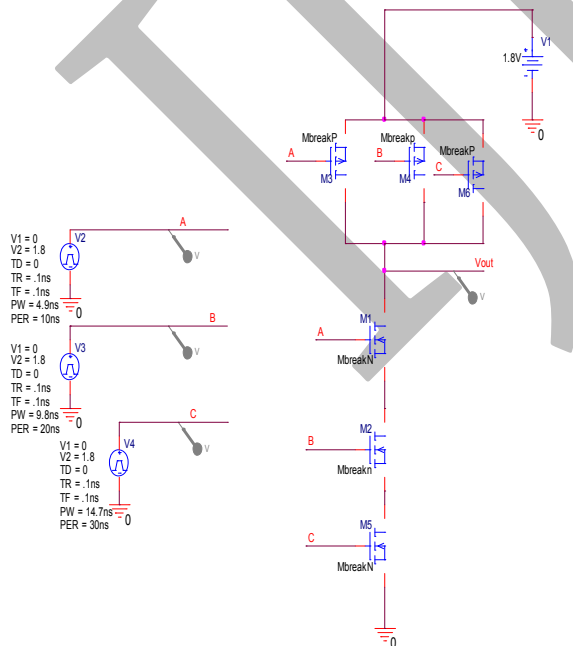 V1
1.8V
0
MbreakP
Mbreakp
MbreakP
A
B
C
M3
M4
M6
A
V1 = 0
V2 = 1.8
TD = 0
TR = .1ns
TF = .1ns
PW = 4.9ns
PER = 10ns
V2
V
0
Vout
V
B
V1 = 0
V2 = 1.8
TD = 0
TR = .1ns
TF = .1ns
PW = 9.8ns
PER = 20ns
V3
V
0
M1
A
MbreakN
C
V1 = 0
V2 = 1.8
TD = 0
TR = .1ns
TF = .1ns
PW = 14.7ns
PER = 30ns
V4
V
0
M2
B
Mbreakn
M5
C
MbreakN
0